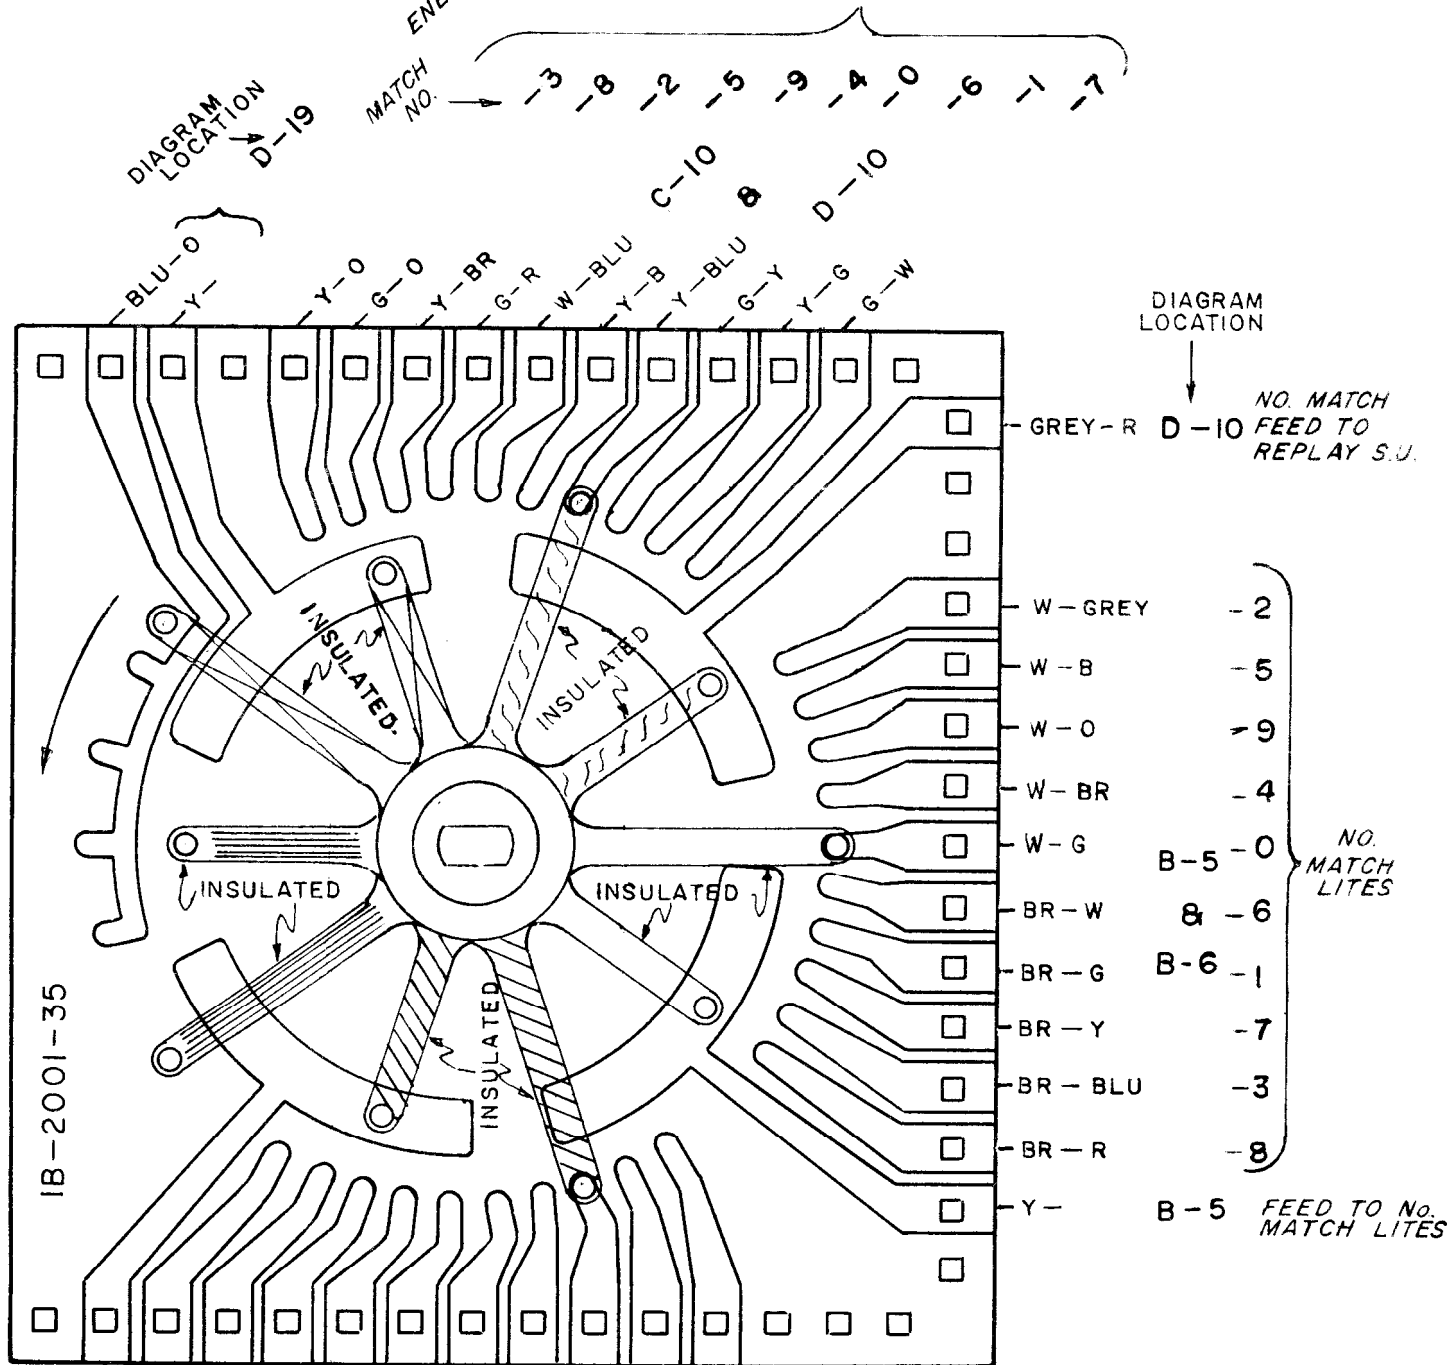 MATCH
NO.
-3
-8
-2
-5
-9
-4
-0
-6
-1
-7
DIAGRAM
LOCATION
D-19
C-10
&
D-10
BLU-O
Y-
Y-O
G-O
Y-BR
G-R
W-BLU
Y-B
Y-BLU
G-Y
Y-G
G-W
DIAGRAM
LOCATION
GREY-R D-10 NO. MATCH
FEED TO
REPLAY S.U.
W-GREY -2
W-B -5
W-O -9
W-BR -4
W-G -0
B-5
BR-W & -6
BR-G B-6 -1
BR-Y -7
BR-BLU -3
BR-R -8
NO.
MATCH
LITES
Y- B-5 FEED TO No.
MATCH LITES
INSULATED.
INSULATED
INSULATED
INSULATED
INSULATED
1B-2001-35